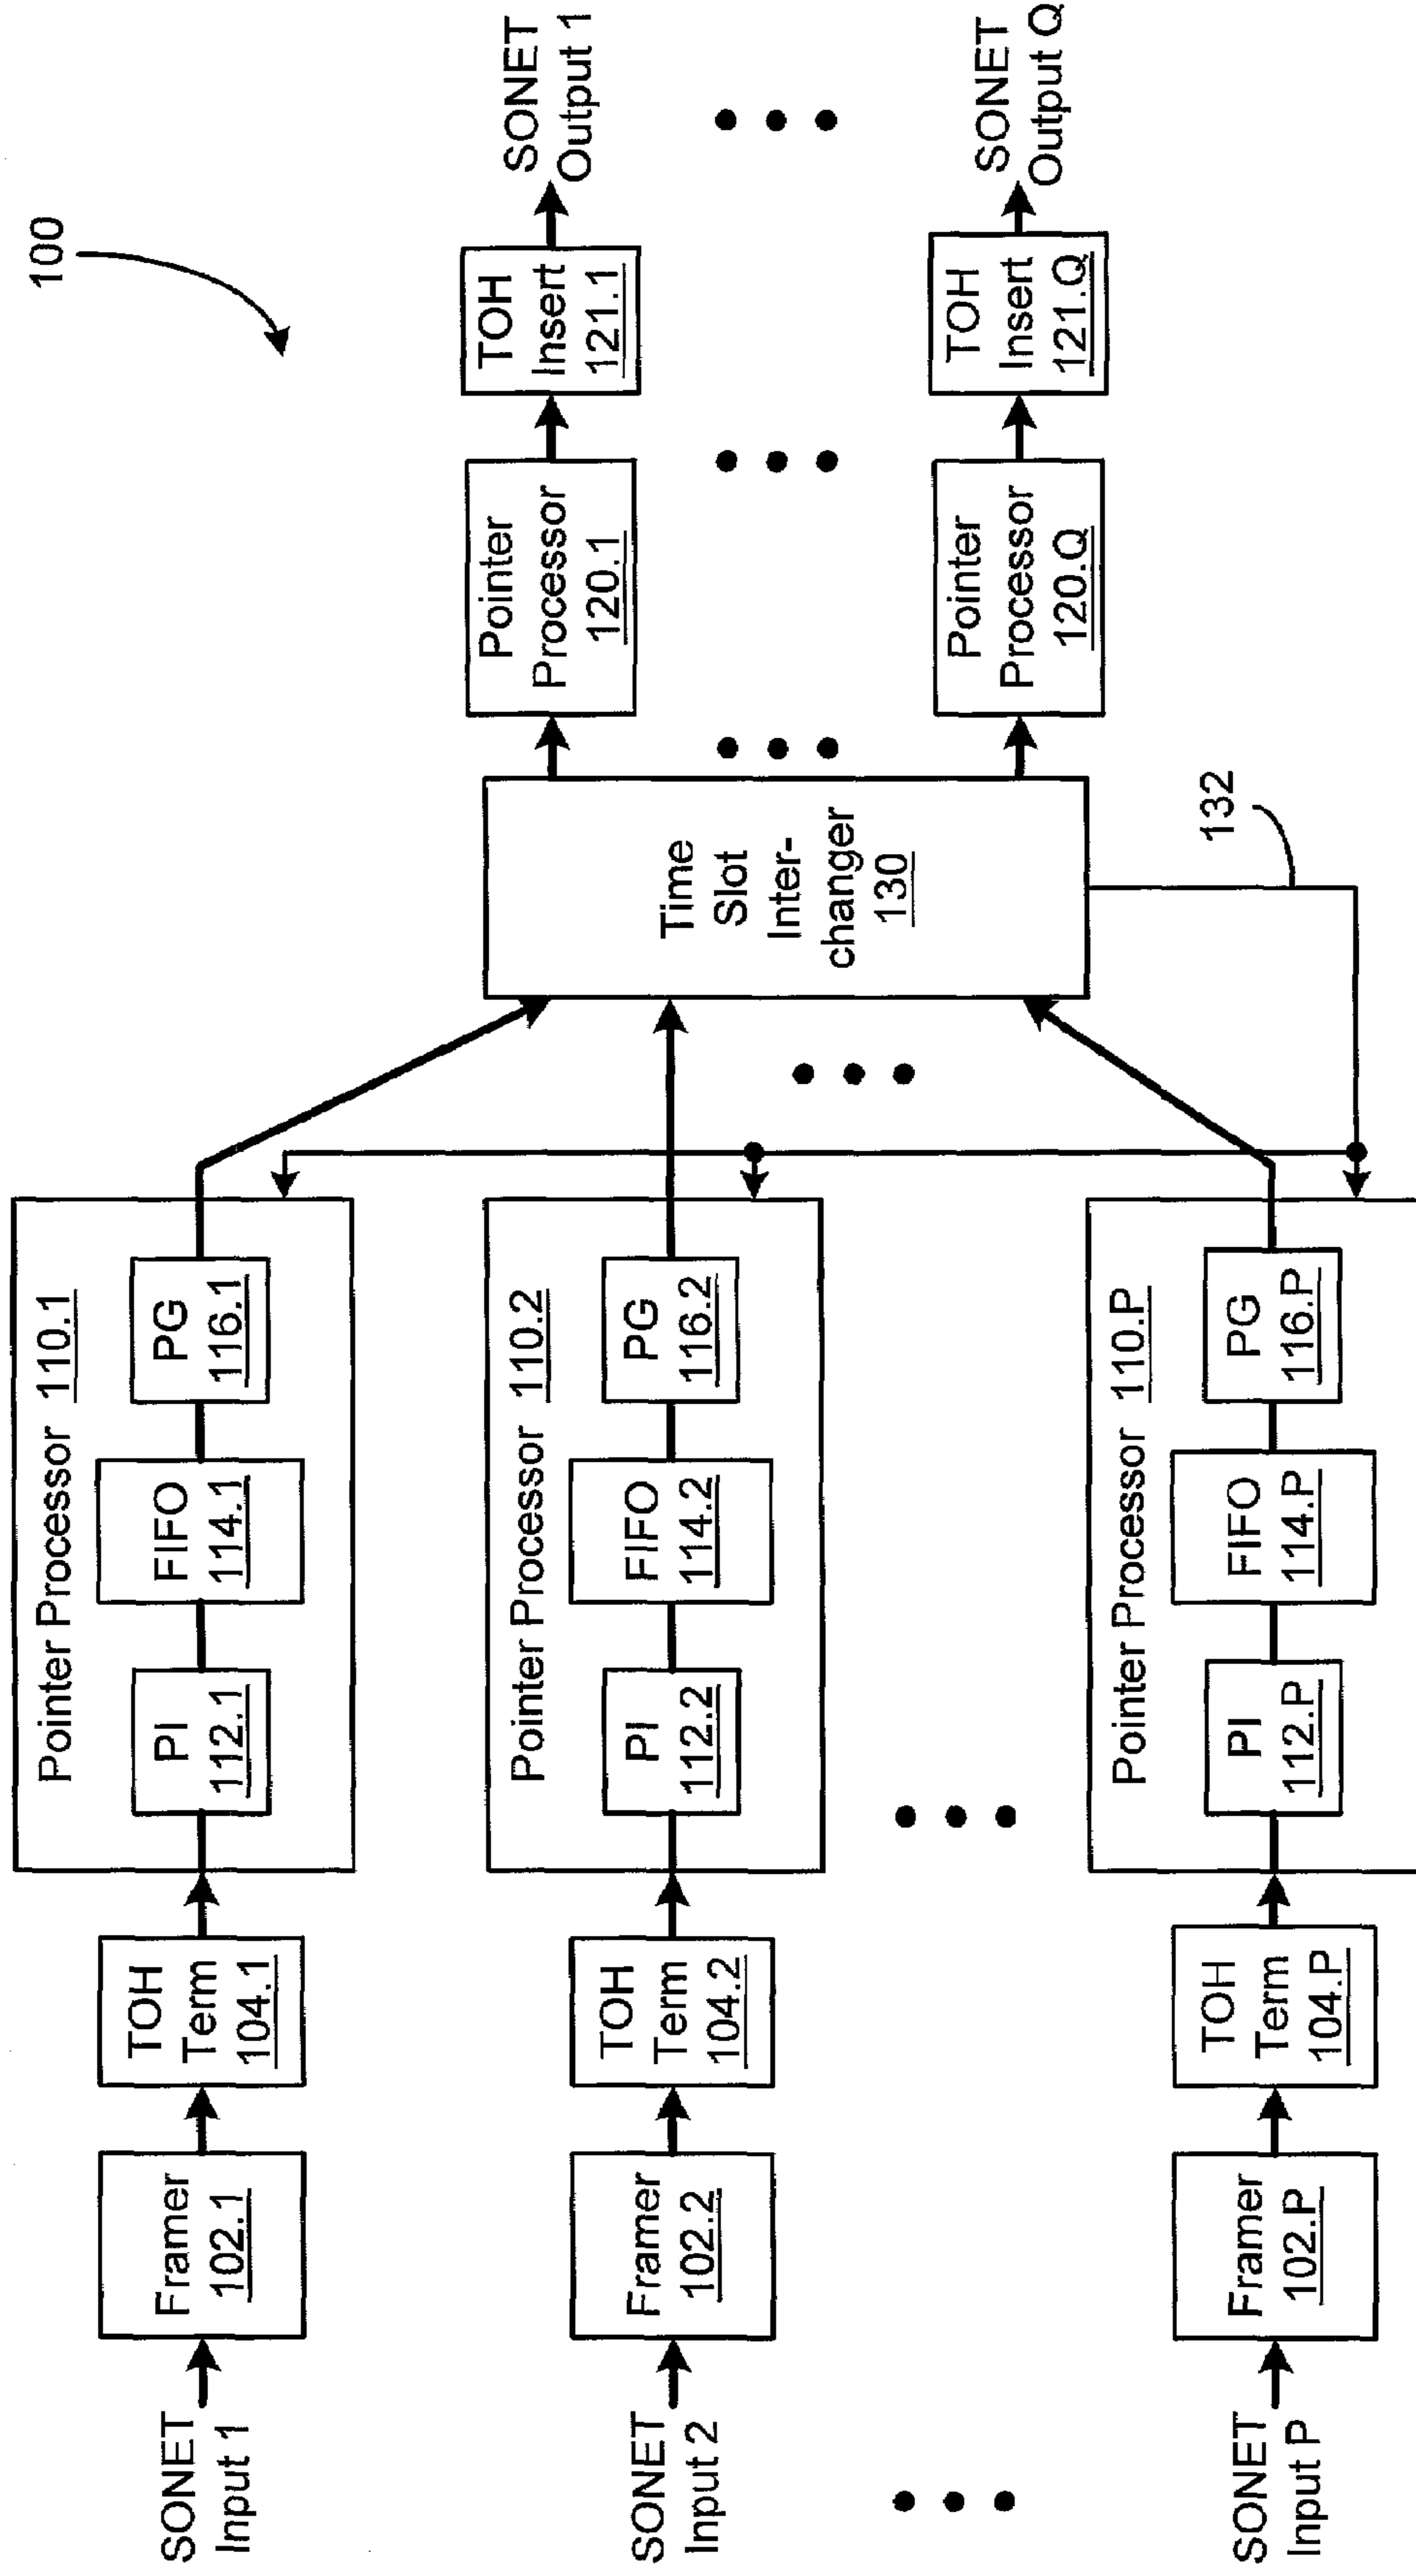 100
SONET
Input 1
Framer
102.1
TOH
Term
104.1
Pointer Processor 110.1
PI
112.1
FIFO
114.1
PG
116.1
SONET
Input 2
Framer
102.2
TOH
Term
104.2
Pointer Processor 110.2
PI
112.2
FIFO
114.2
PG
116.2
SONET
Input P
Framer
102.P
TOH
Term
104.P
Pointer Processor 110.P
PI
112.P
FIFO
114.P
PG
116.P
Time
Slot
Inter-
changer
130
132
Pointer
Processor
120.1
TOH
Insert
121.1
SONET
Output 1
Pointer
Processor
120.Q
TOH
Insert
121.Q
SONET
Output Q